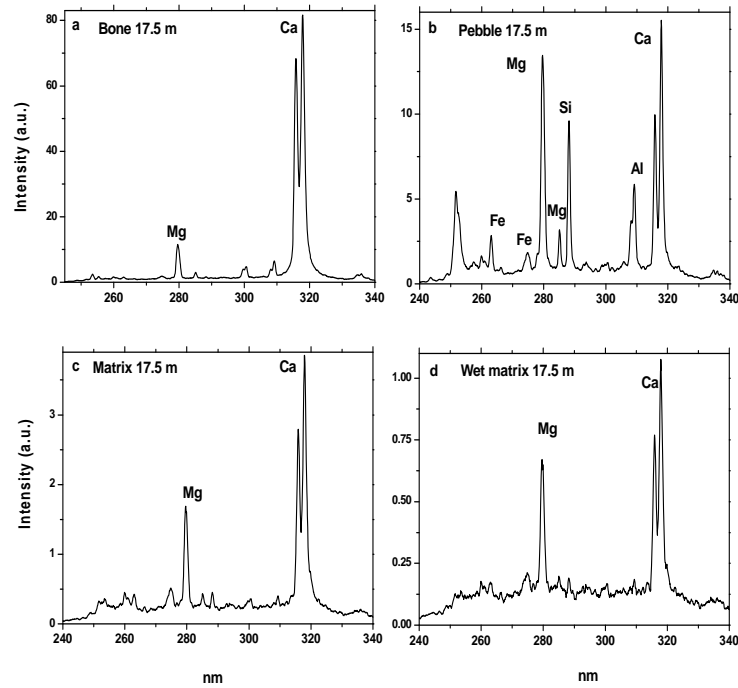 a Bone 17.5 m
Ca
Mg
80
60
40
20
0
260 280 300 320 340
Intensity (a.u.)
b Pebble 17.5 m
Ca
Mg
Si
Al
Mg
Fe
Fe
15
10
5
0
240 260 280 300 320 340
c Matrix 17.5 m
Ca
Mg
3
2
1
0
240 260 280 300 320 340
Intensity (a.u.)
nm
d Wet matrix 17.5 m
Ca
Mg
1.00
0.75
0.50
0.25
0.00
240 260 280 300 320 340
nm